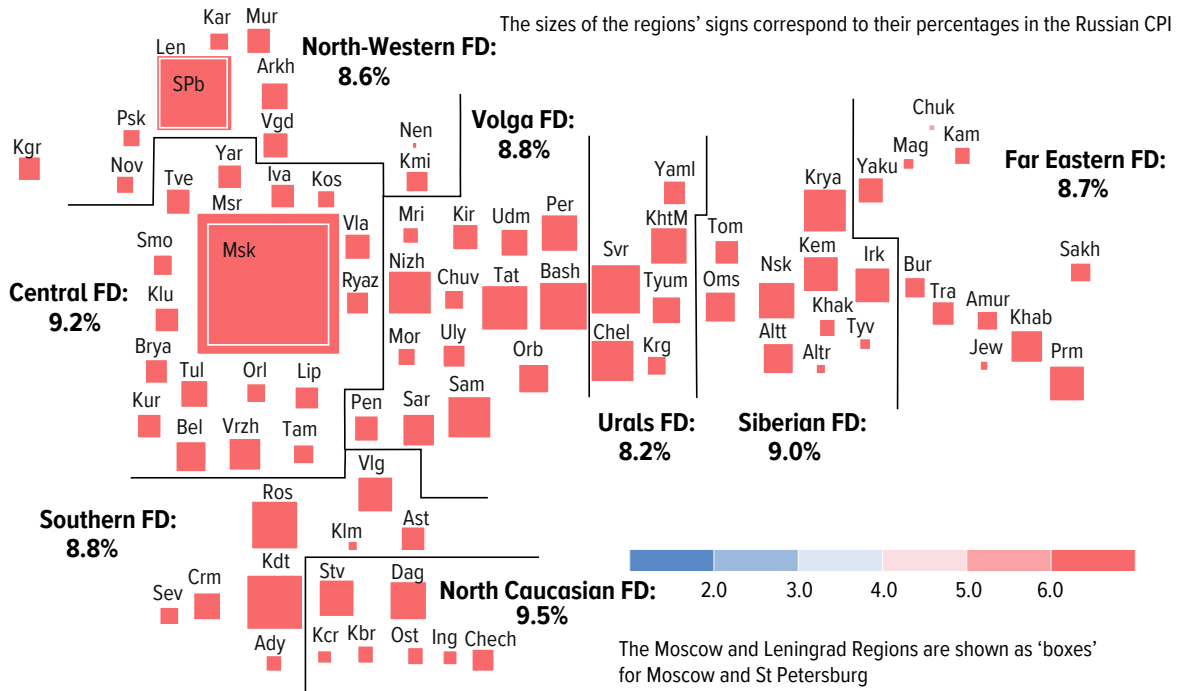 The sizes of the regions’ signs correspond to their percentages in the Russian CPI
Kar
Mur
Len
SPb
North-Western FD:
8.6%
Arkh
Psk
Vgd
Kgr
Nov
Nen
Kmi
Volga FD:
8.8%
Chuk
Mag
Kam
Far Eastern FD:
8.7%
Yar
Tve
Iva
Kos
Msr
Msk
Vla
Smo
Ryaz
Klu
Central FD:
9.2%
Brya
Tul
Orl
Lip
Kur
Bel
Vrzh
Tam
Mri
Kir
Udm
Per
Nizh
Chuv
Tat
Bash
Mor
Uly
Orb
Sam
Pen
Sar
Yaml
KhtM
Svr
Tyum
Chel
Krg
Urals FD:
8.2%
Tom
Oms
Krya
Nsk
Kem
Irk
Khak
Altt
Altr
Tyv
Siberian FD:
9.0%
Yaku
Bur
Tra
Amur
Khab
Jew
Prm
Sakh
Southern FD:
8.8%
Vlg
Ros
Klm
Ast
Kdt
Sev
Crm
Ady
Stv
Dag
North Caucasian FD:
9.5%
Kcr
Kbr
Ost
Ing
Chech
2.0 3.0 4.0 5.0 6.0
The Moscow and Leningrad Regions are shown as ‘boxes’
for Moscow and St Petersburg